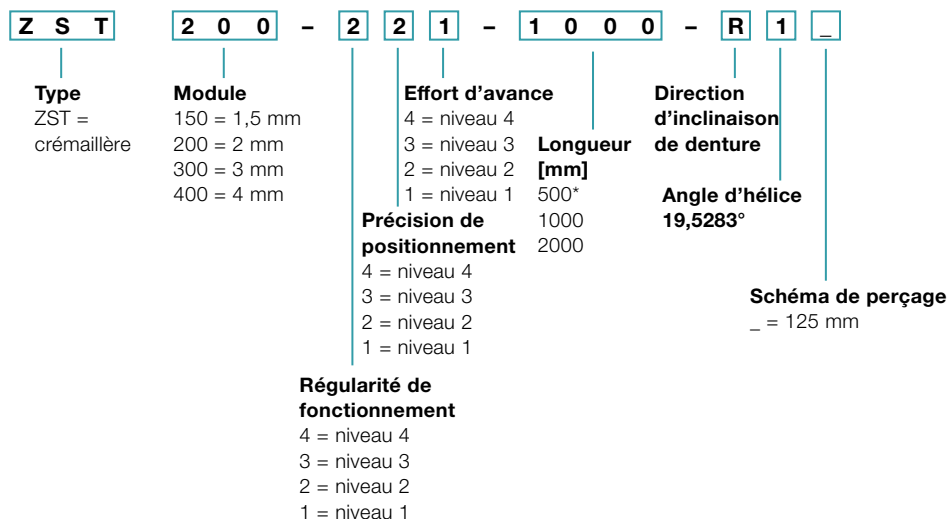 Z S T 2 0 0 – 2 2 1 – 1 0 0 0 – R 1 _
Type
ZST =
crémaillère
Module
150 = 1,5 mm
200 = 2 mm
300 = 3 mm
400 = 4 mm
Effort d'avance
4 = niveau 4
3 = niveau 3
2 = niveau 2
1 = niveau 1
Précision de
positionnement
4 = niveau 4
3 = niveau 3
2 = niveau 2
1 = niveau 1
Régularité de
fonctionnement
4 = niveau 4
3 = niveau 3
2 = niveau 2
1 = niveau 1
Longueur
[mm]
500*
1000
2000
Direction
d'inclinaison
de denture
Angle d'hélice
19,5283°
Schéma de perçage
_ = 125 mm